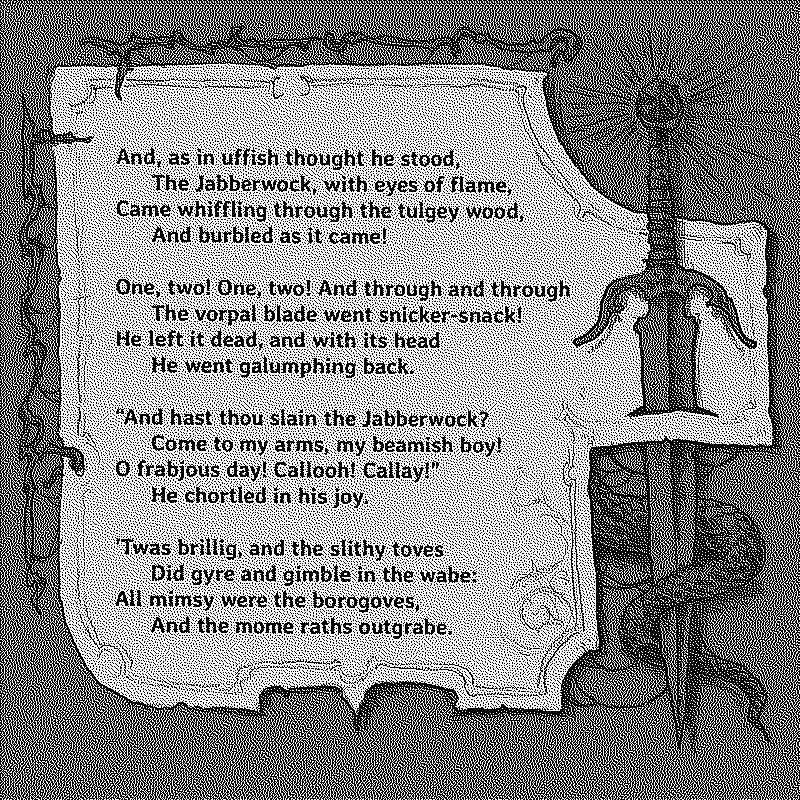 And, as in uffish thought he stood,
The Jabberwock, with eyes of flame,
Came whiffling through the tulgey wood,
And burbled as it came!
One, two! One, two! And through and through
The vorpal blade went snicker-snack!
He left it dead, and with its head
He went galumphing back.
“And hast thou slain the Jabberwock?
Come to my arms, my beamish boy!
O frabjous day! Callooh! Callay!”
He chortled in his joy.
’Twas brillig, and the slithy toves
Did gyre and gimble in the wabe:
All mimsy were the borogoves,
And the mome raths outgrabe.